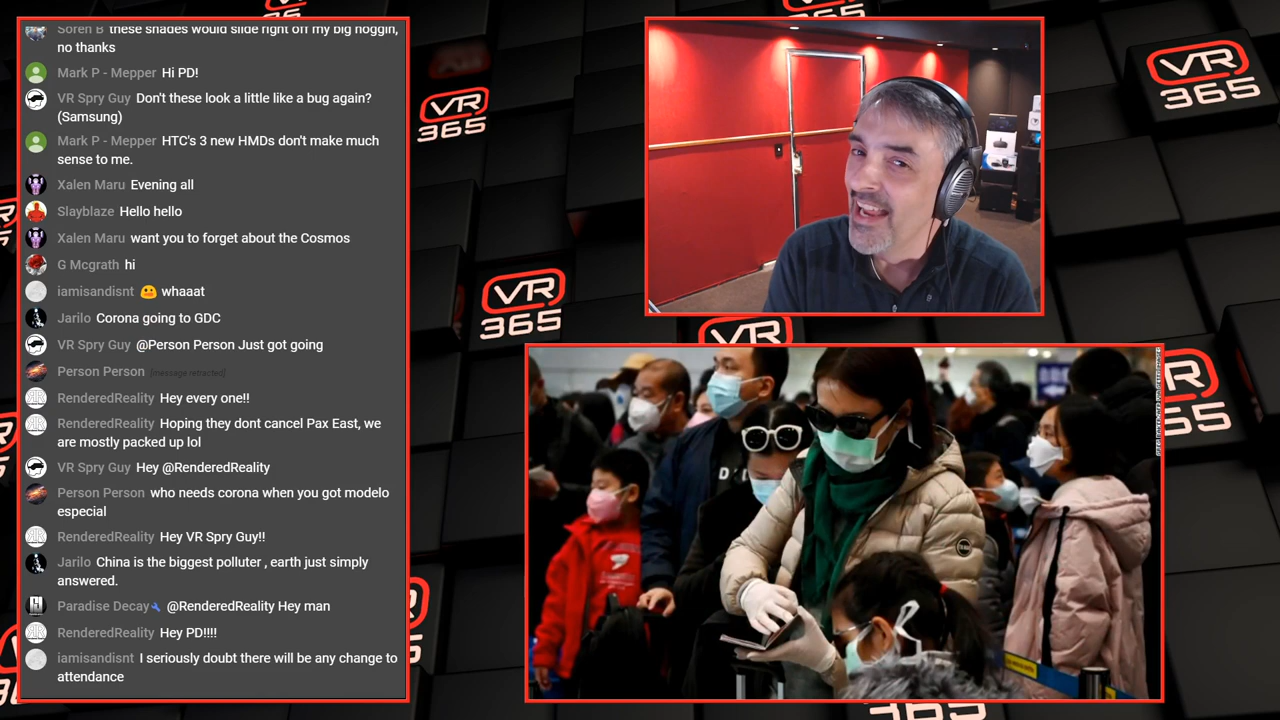 Soren B these shades would slide right off my big noggin,
no thanks
Mark P - Mepper Hi PD!
VR Spry Guy Don't these look a little like a bug again?
(Samsung)
Mark P - Mepper HTC's 3 new HMDs don't make much
sense to me.
Xalen Maru Evening all
Slayblaze Hello hello
Xalen Maru want you to forget about the Cosmos
G Mcgrath hi
iamisandisnt whaaat
Jarilo Corona going to GDC
VR Spry Guy @Person Person Just got going
Person Person [message retracted]
RenderedReality Hey every one!!
RenderedReality Hoping they dont cancel Pax East, we
are mostly packed up lol
VR Spry Guy Hey @RenderedReality
Person Person who needs corona when you got modelo
especial
RenderedReality Hey VR Spry Guy!!
Jarilo China is the biggest polluter , earth just simply
answered.
Paradise Decay @RenderedReality Hey man
RenderedReality Hey PD!!!!
iamisandisnt I seriously doubt there will be any change to
attendance
365
VR
365
VR
365
VR
365
VR
365